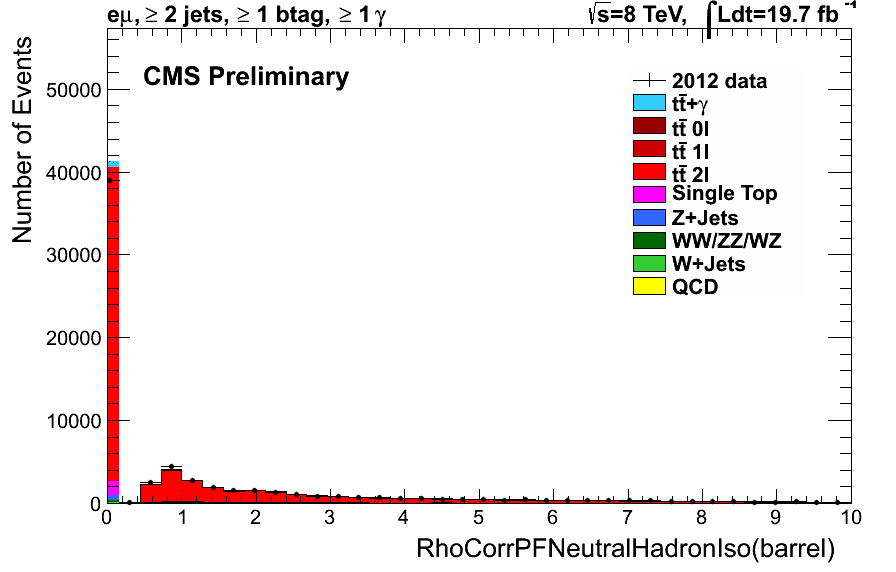 eμ, ≥ 2 jets, ≥ 1 btag, ≥ 1 γ √s=8 TeV, ∫Ldt=19.7 fb⁻¹
CMS Preliminary
2012 data
tt̄+γ
tt̄ 0l
tt̄ 1l
tt̄ 2l
Single Top
Z+Jets
WW/ZZ/WZ
W+Jets
QCD
Number of Events
50000
40000
30000
20000
10000
0
0 1 2 3 4 5 6 7 8 9 10
RhoCorrPFNeutralHadronIso(barrel)